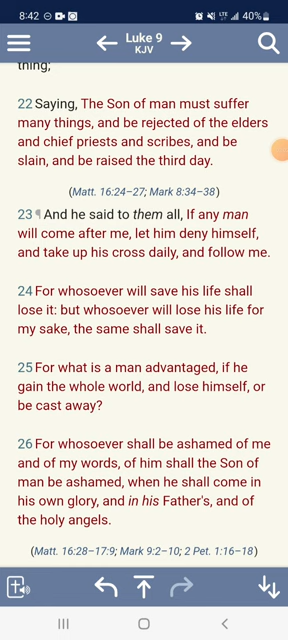 8:42 LTE 40%
Luke 9
KJV
thing;
22 Saying, The Son of man must suffer
many things, and be rejected of the elders
and chief priests and scribes, and be
slain, and be raised the third day.
(Matt. 16:24–27; Mark 8:34–38)
23 ¶ And he said to them all, If any man
will come after me, let him deny himself,
and take up his cross daily, and follow me.
24 For whosoever will save his life shall
lose it: but whosoever will lose his life for
my sake, the same shall save it.
25 For what is a man advantaged, if he
gain the whole world, and lose himself, or
be cast away?
26 For whosoever shall be ashamed of me
and of my words, of him shall the Son of
man be ashamed, when he shall come in
his own glory, and in his Father's, and of
the holy angels.
(Matt. 16:28–17:9; Mark 9:2–10; 2 Pet. 1:16–18)